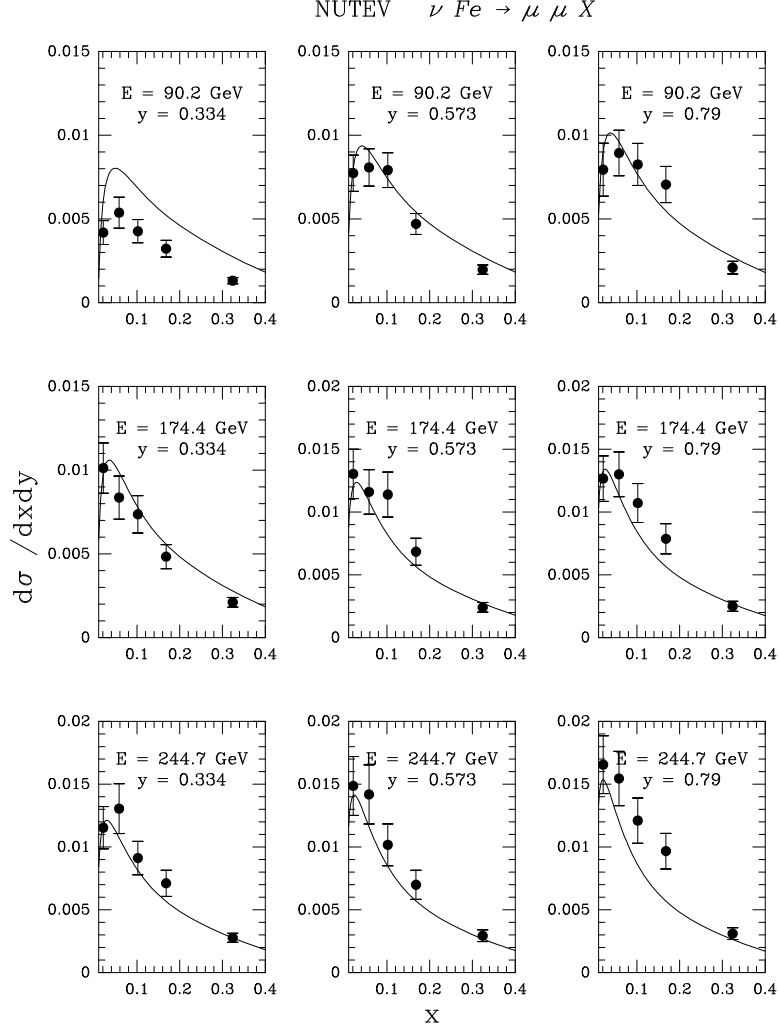 NUTEV ν Fe → μ μ X
0.015 0.01 0.005 0
E = 90.2 GeV
y = 0.334
0.1 0.2 0.3 0.4
E = 90.2 GeV
y = 0.573
0.015 0.01 0.005 0
0.1 0.2 0.3 0.4
E = 90.2 GeV
y = 0.79
0.015 0.01 0.005 0
0.1 0.2 0.3 0.4
dσ /dxdy
0.015 0.01 0.005 0
E = 174.4 GeV
y = 0.334
0.1 0.2 0.3 0.4
0.02 0.015 0.01 0.005 0
E = 174.4 GeV
y = 0.573
0.1 0.2 0.3 0.4
0.02 0.015 0.01 0.005 0
E = 174.4 GeV
y = 0.79
0.1 0.2 0.3 0.4
0.02 0.015 0.01 0.005 0
E = 244.7 GeV
y = 0.334
0.1 0.2 0.3 0.4
0.02 0.015 0.01 0.005 0
E = 244.7 GeV
y = 0.573
0.1 0.2 0.3 0.4
0.02 0.015 0.01 0.005 0
E = 244.7 GeV
y = 0.79
0.1 0.2 0.3 0.4
x